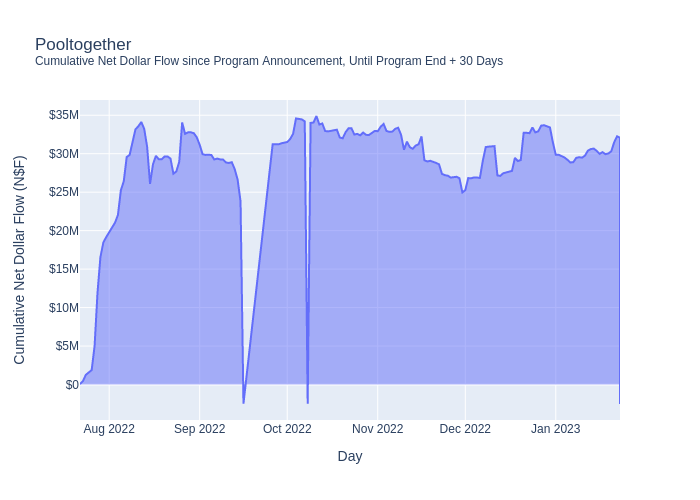 Pooltogether
Cumulative Net Dollar Flow since Program Announcement, Until Program End + 30 Days
Cumulative Net Dollar Flow (N$F)
$35M
$30M
$25M
$20M
$15M
$10M
$5M
$0
Aug 2022 Sep 2022 Oct 2022 Nov 2022 Dec 2022 Jan 2023
Day